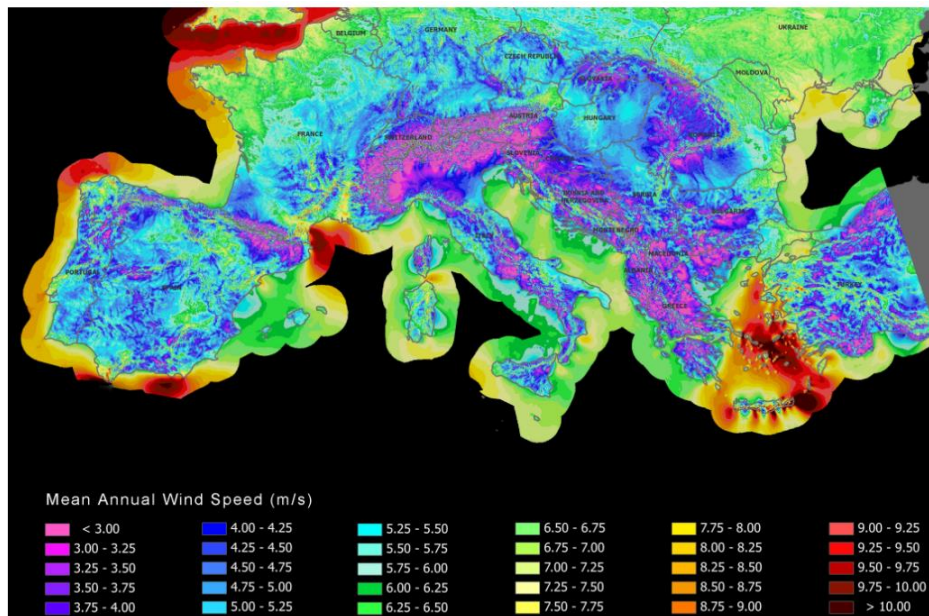 UKRAINE
GERMANY
BELGIUM
CZECH REPUBLIC
MOLDOVA
AUSTRIA
HUNGARY
FRANCE
SWITZERLAND
SLOVENIA
SERBIA
BOSNIA AND
HERZEGOVINA
BULGARIA
MONTENEGRO
ITALY
MACEDONIA
PORTUGAL
SPAIN
ALBANIA
TURKEY
GREECE
Mean Annual Wind Speed (m/s)
< 3.00
3.00 - 3.25
3.25 - 3.50
3.50 - 3.75
3.75 - 4.00
4.00 - 4.25
4.25 - 4.50
4.50 - 4.75
4.75 - 5.00
5.00 - 5.25
5.25 - 5.50
5.50 - 5.75
5.75 - 6.00
6.00 - 6.25
6.25 - 6.50
6.50 - 6.75
6.75 - 7.00
7.00 - 7.25
7.25 - 7.50
7.50 - 7.75
7.75 - 8.00
8.00 - 8.25
8.25 - 8.50
8.50 - 8.75
8.75 - 9.00
9.00 - 9.25
9.25 - 9.50
9.50 - 9.75
9.75 - 10.00
> 10.00